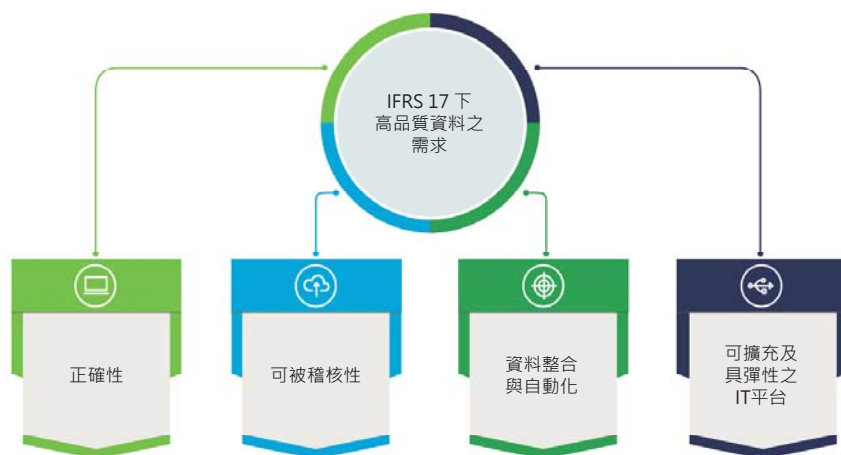 IFRS 17 下
高品質資料之
需求
正確性
可被稽核性
資料整合
與自動化
可擴充及
具彈性之
IT平台